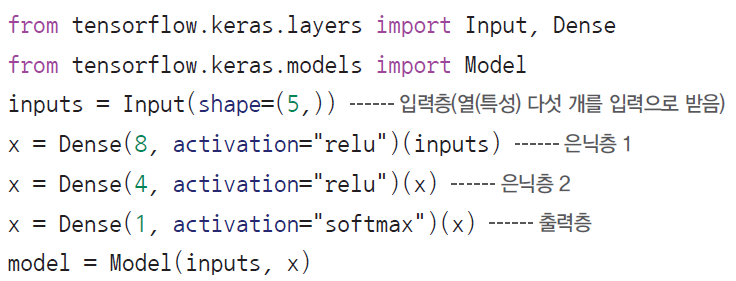 from tensorflow.keras.layers import Input, Dense
from tensorflow.keras.models import Model
inputs = Input(shape=(5,)) ------ 입력층(열(특성) 다섯 개를 입력으로 받음)
x = Dense(8, activation="relu")(inputs) ------ 은닉층 1
x = Dense(4, activation="relu")(x) ------ 은닉층 2
x = Dense(1, activation="softmax")(x) ------ 출력층
model = Model(inputs, x)